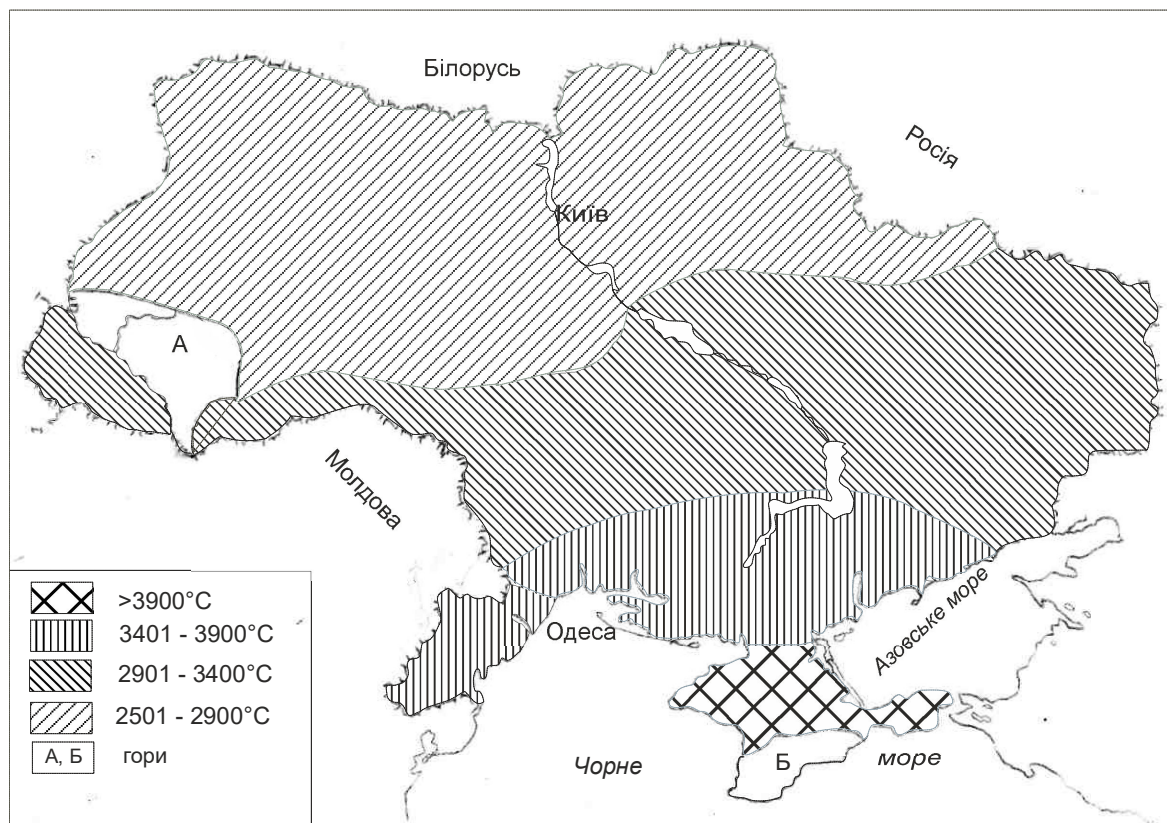 Білорусь
Росія
Київ
А
Молдова
Азовське море
Одеса
Чорне
море
Б
>3900°C
3401 - 3900°C
2901 - 3400°C
2501 - 2900°C
А, Б
гори